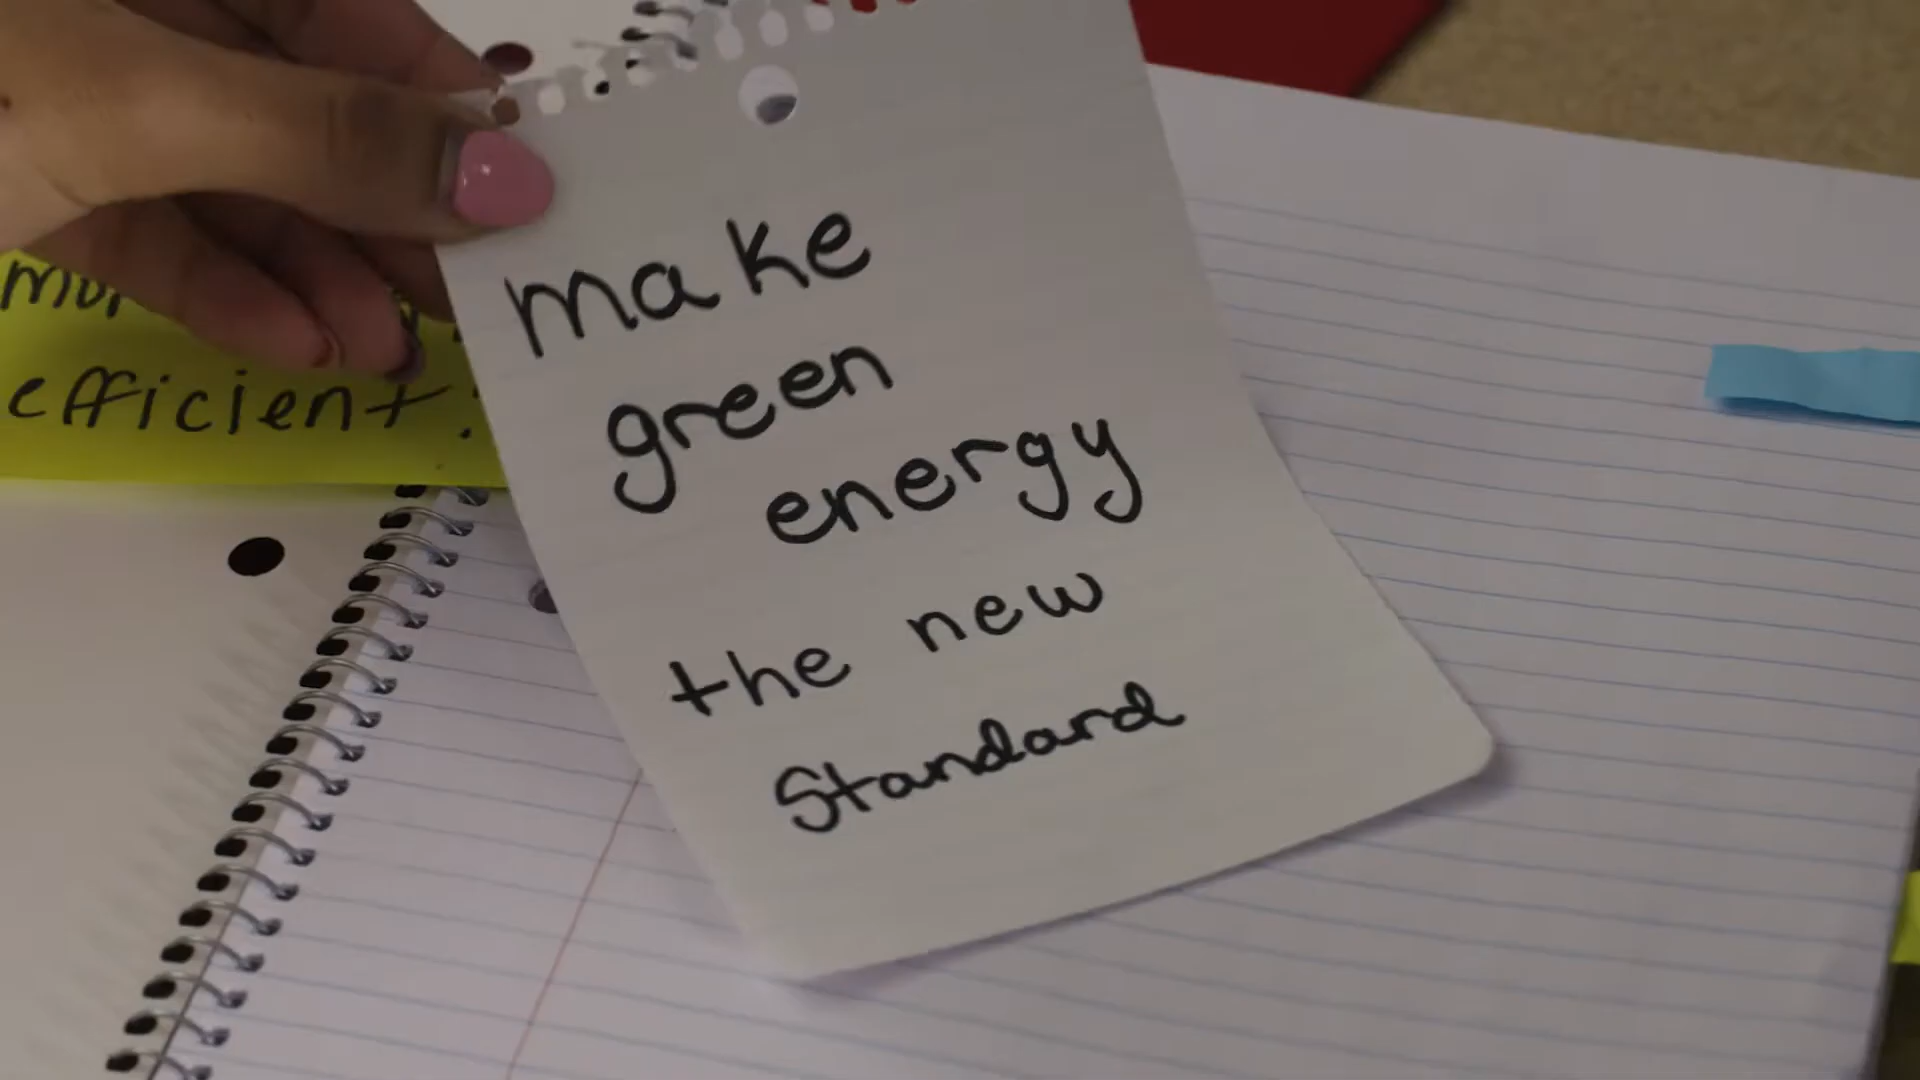 make
green
energy
the new
Standard
efficient!